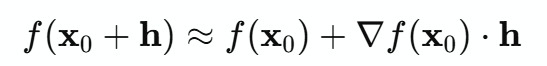 f(𝐱₀ + 𝐡) ≈ f(𝐱₀) + ∇f(𝐱₀) · 𝐡